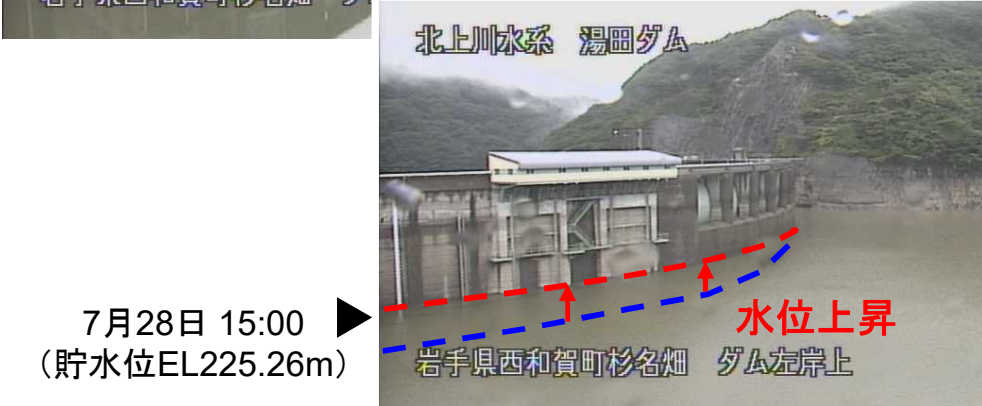 北上川水系 湯田ダム
7月28日 15:00
（貯水位EL225.26m）
水位上昇
岩手県西和賀町杉名畑 ダム左岸上